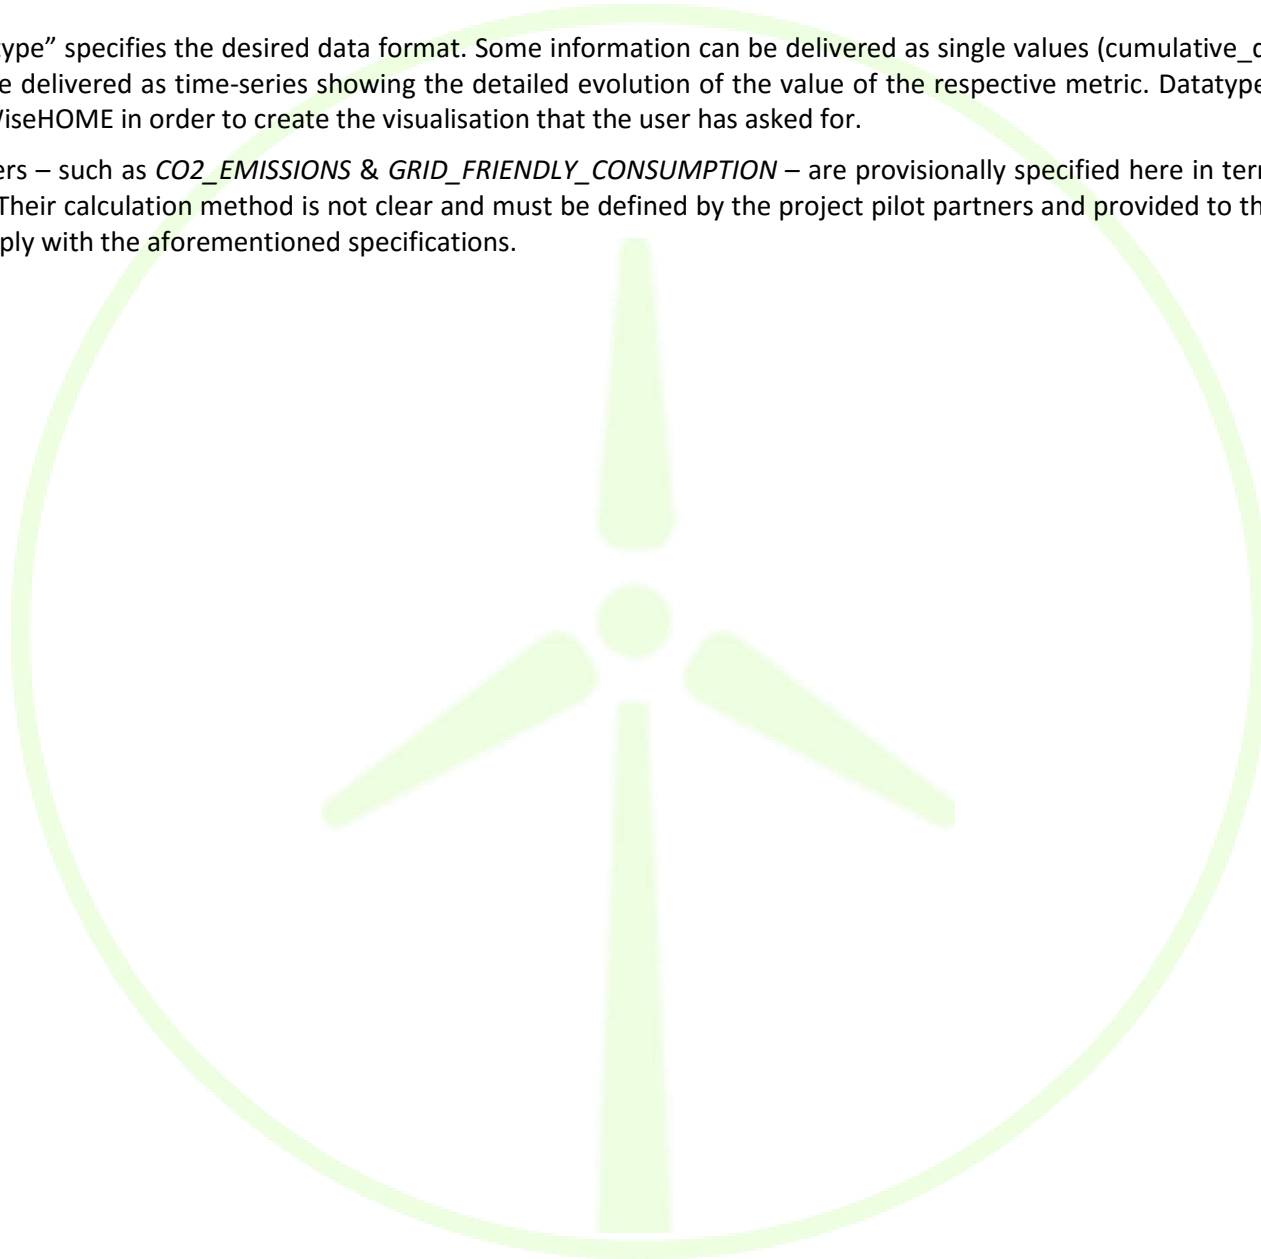 type” specifies the desired data format. Some information can be delivered as single values (cumulative_
e delivered as time-series showing the detailed evolution of the value of the respective metric. Datatype
WiseHOME in order to create the visualisation that the user has asked for.
ers – such as CO2_EMISSIONS & GRID_FRIENDLY_CONSUMPTION – are provisionally specified here in ter
Their calculation method is not clear and must be defined by the project pilot partners and provided to th
ply with the aforementioned specifications.